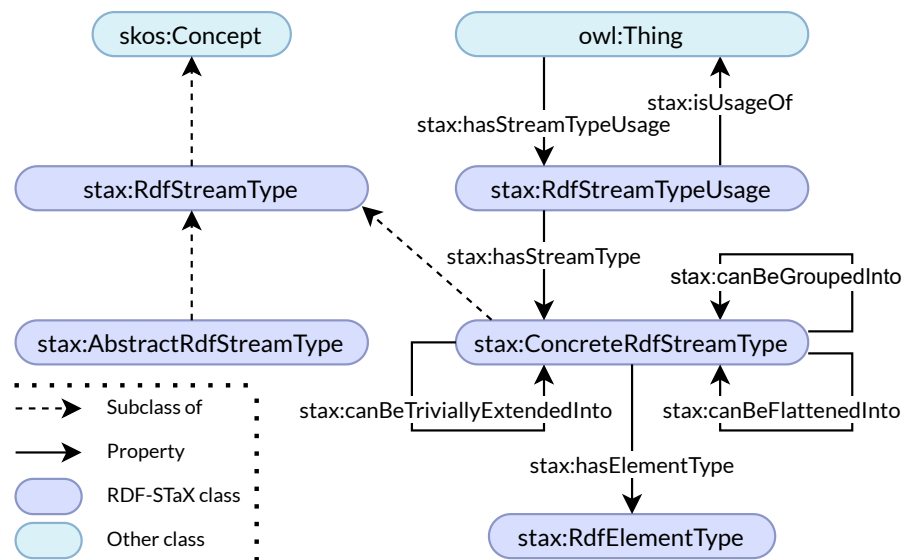 skos:Concept
owl:Thing
stax:isUsageOf
stax:hasStreamTypeUsage
stax:RdfStreamType
stax:RdfStreamTypeUsage
stax:hasStreamType
stax:canBeGroupedInto
stax:AbstractRdfStreamType
stax:ConcreteRdfStreamType
Subclass of
stax:canBeTriviallyExtendedInto
stax:canBeFlattenedInto
Property
stax:hasElementType
RDF-STaX class
Other class
stax:RdfElementType